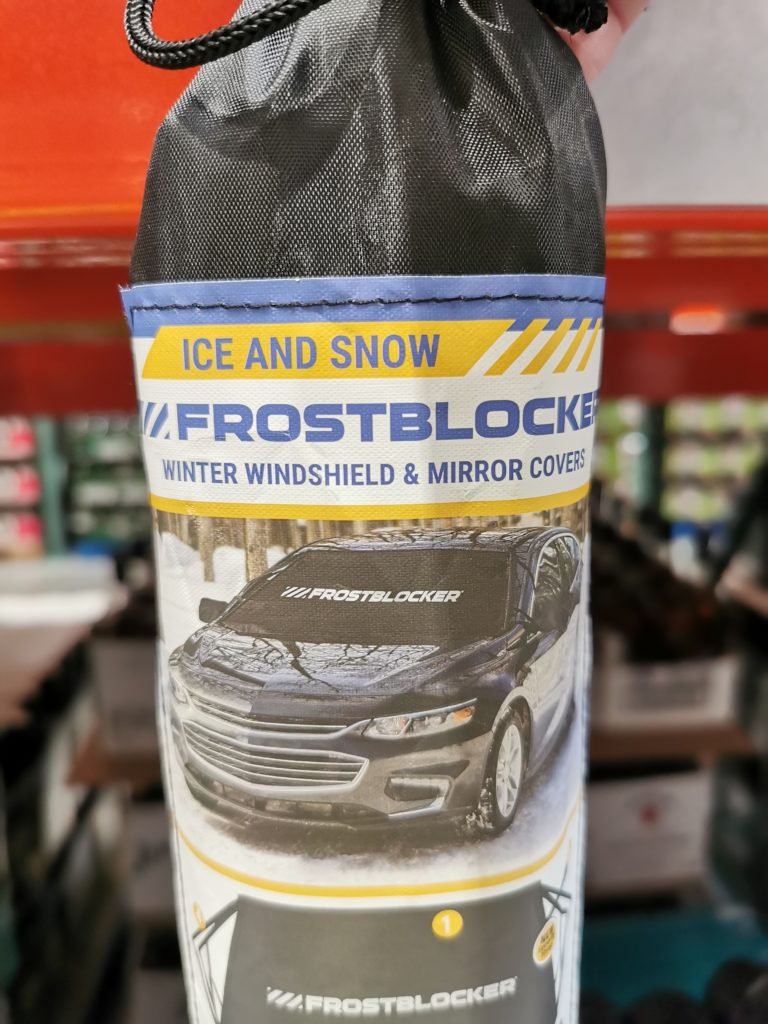 ICE AND SNOW
FROSTBLOCKER
WINTER WINDSHIELD & MIRROR COVERS
FROSTBLOCKER
1
FROSTBLOCKER